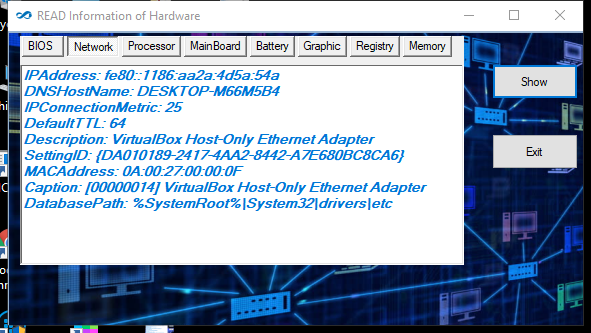 READ Information of Hardware
BIOS Network Processor MainBoard Battery Graphic Registry Memory
IPAddress: fe80::1186:aa2a:4d5a:54a
DNSHostName: DESKTOP-M66M5B4
IPConnectionMetric: 25
DefaultTTL: 64
Description: VirtualBox Host-Only Ethernet Adapter
SettingID: {DA010189-2417-4AA2-8442-A7E680BC8CA6}
MACAddress: 0A:00:27:00:00:0F
Caption: [00000014] VirtualBox Host-Only Ethernet Adapter
DatabasePath: %SystemRoot%\System32\drivers\etc
Show
Exit